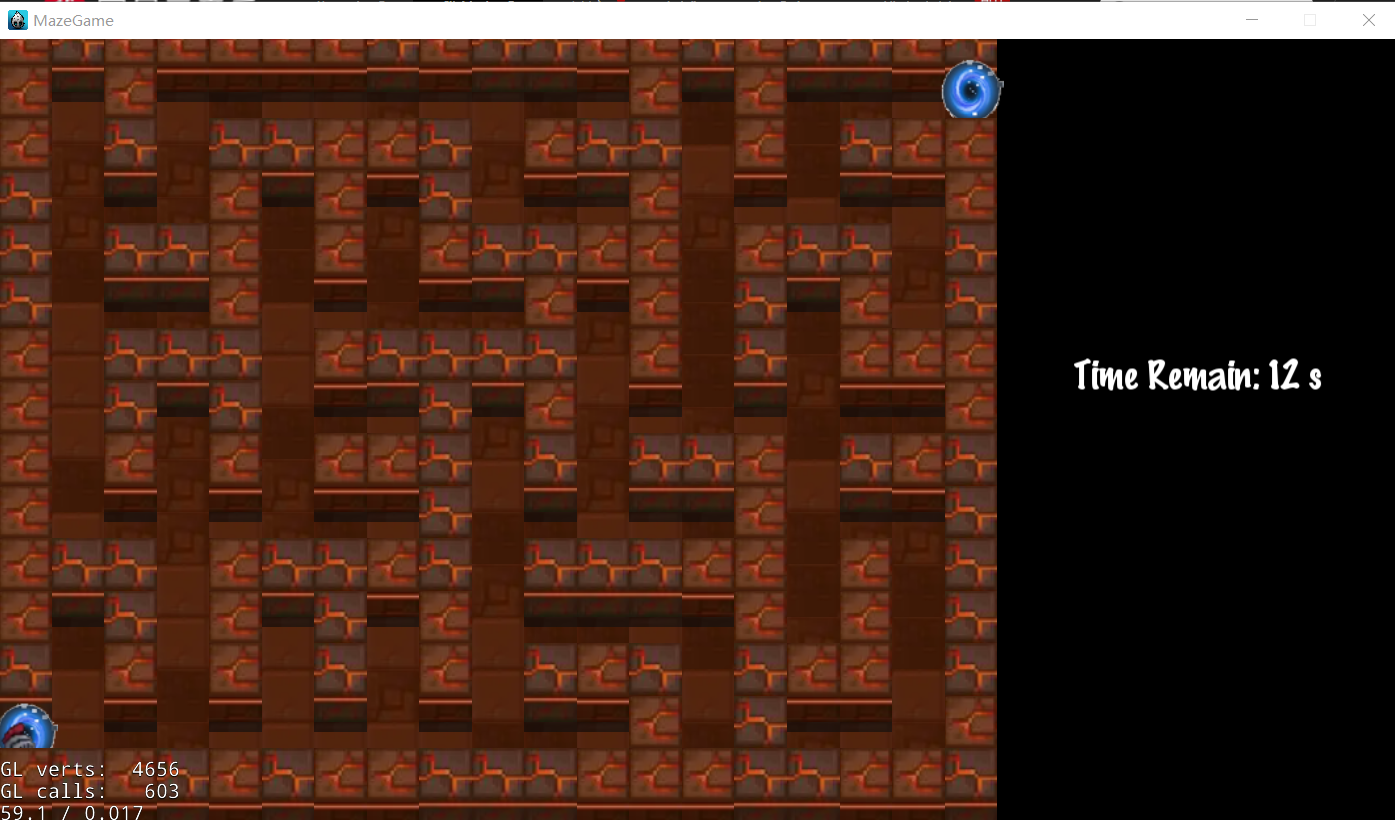 MazeGame
Time Remain: 12 s
GL verts: 4656
GL calls: 603
59.1 / 0.017